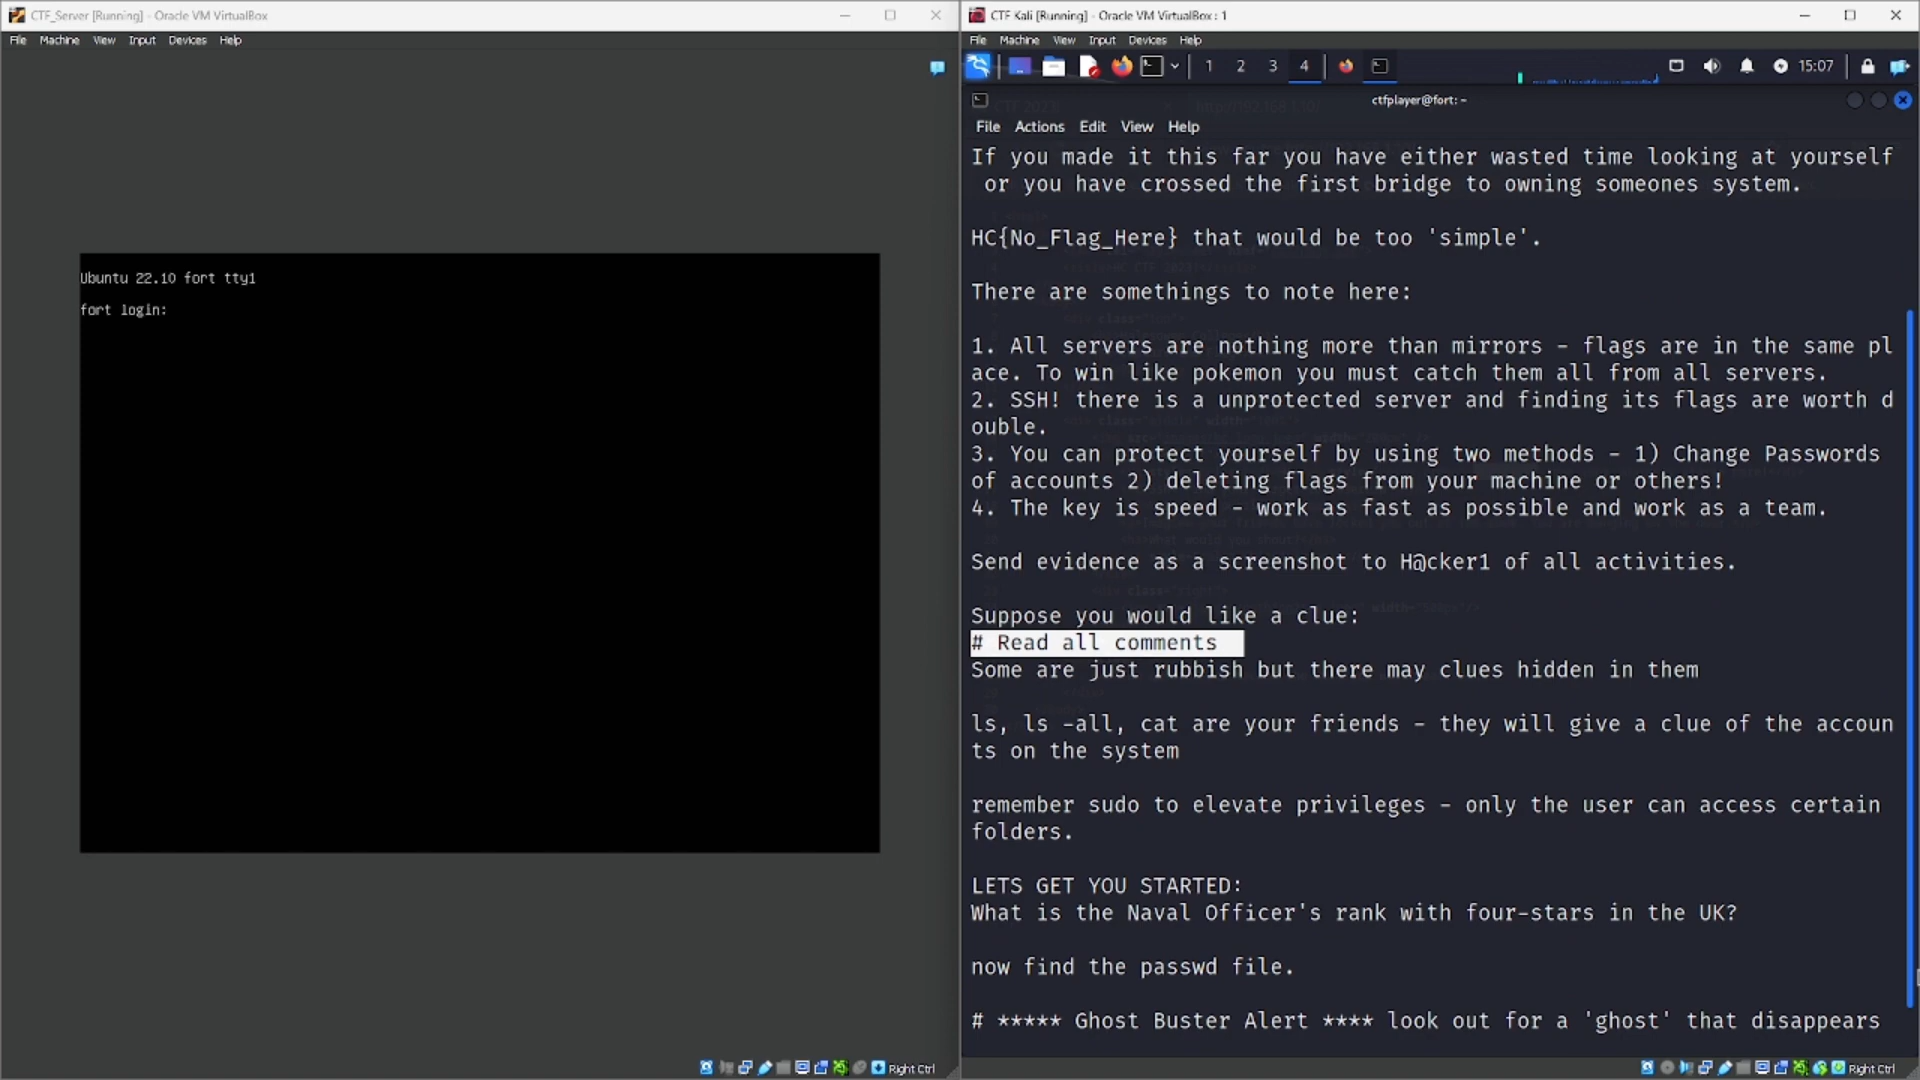 CTF_Server [Running] - Oracle VM VirtualBox
File Machine View Input Devices Help
Ubuntu 22.10 fort tty1
fort login:
Right Ctrl
CTF Kali [Running] - Oracle VM VirtualBox : 1
File Machine View Input Devices Help
1 2 3 4 15:07
ctfplayer@fort: ~
File Actions Edit View Help
If you made it this far you have either wasted time looking at yourself
or you have crossed the first bridge to owning someones system.
HC{No_Flag_Here} that would be too 'simple'.
There are somethings to note here:
1. All servers are nothing more than mirrors - flags are in the same pl
ace. To win like pokemon you must catch them all from all servers.
2. SSH! there is a unprotected server and finding its flags are worth d
ouble.
3. You can protect yourself by using two methods - 1) Change Passwords
of accounts 2) deleting flags from your machine or others!
4. The key is speed - work as fast as possible and work as a team.
Send evidence as a screenshot to H@cker1 of all activities.
Suppose you would like a clue:
# Read all comments
Some are just rubbish but there may clues hidden in them
ls, ls -all, cat are your friends - they will give a clue of the accoun
ts on the system
remember sudo to elevate privileges - only the user can access certain
folders.
LETS GET YOU STARTED:
What is the Naval Officer's rank with four-stars in the UK?
now find the passwd file.
# ***** Ghost Buster Alert **** look out for a 'ghost' that disappears
Right Ctrl